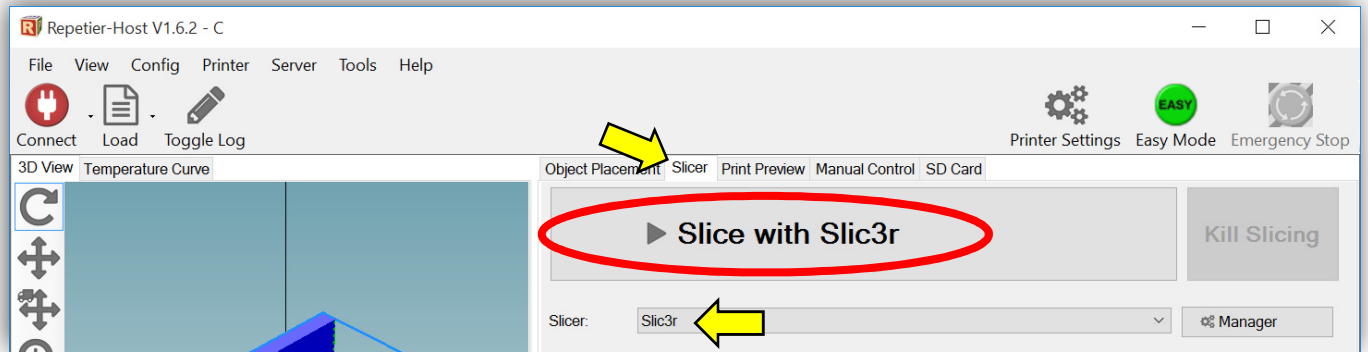 Repetier-Host V1.6.2 - C
File View Config Printer Server Tools Help
Connect Load Toggle Log Printer Settings EASY Easy Mode Emergency Stop
3D View Temperature Curve Object Placement Slicer Print Preview Manual Control SD Card
Slice with Slic3r Kill Slicing
Slicer: Slic3r Manager